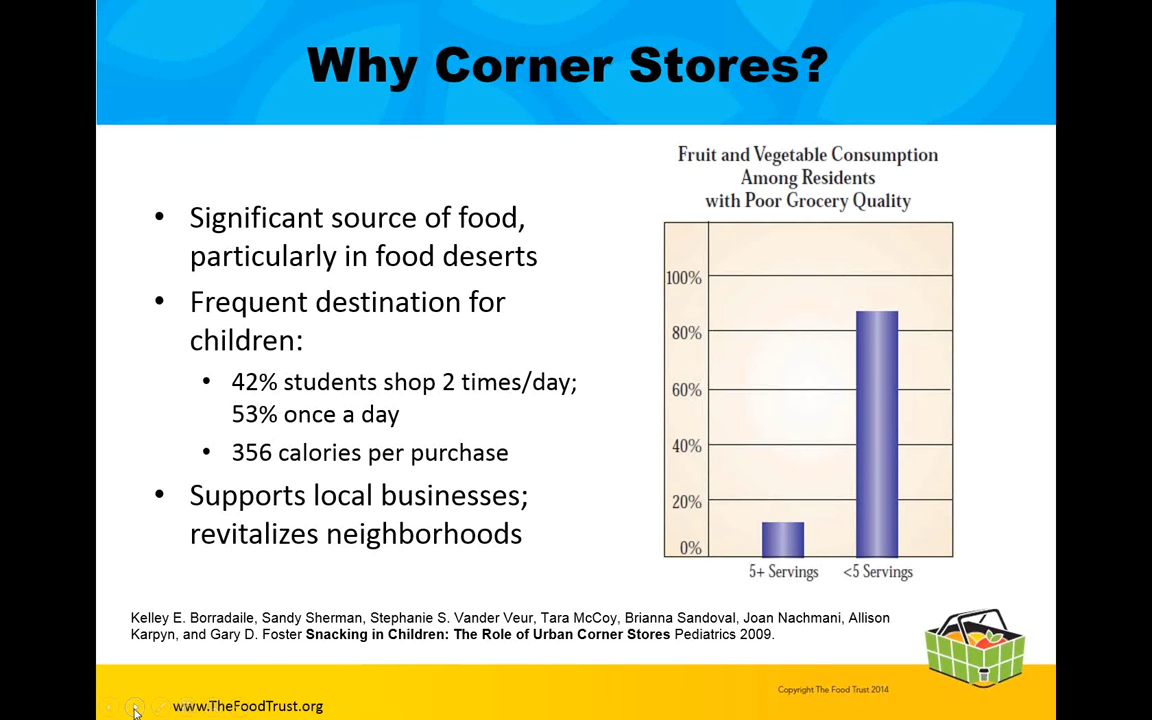 Why Corner Stores?
• Significant source of food,
particularly in food deserts
• Frequent destination for
children:
• 42% students shop 2 times/day;
53% once a day
• 356 calories per purchase
• Supports local businesses;
revitalizes neighborhoods
Fruit and Vegetable Consumption
Among Residents
with Poor Grocery Quality
100%
80%
60%
40%
20%
0%
5+ Servings <5 Servings
Kelley E. Borradaile, Sandy Sherman, Stephanie S. Vander Veur, Tara McCoy, Brianna Sandoval, Joan Nachmani, Allison
Karpyn, and Gary D. Foster Snacking in Children: The Role of Urban Corner Stores Pediatrics 2009.
Copyright The Food Trust 2014
www.TheFoodTrust.org